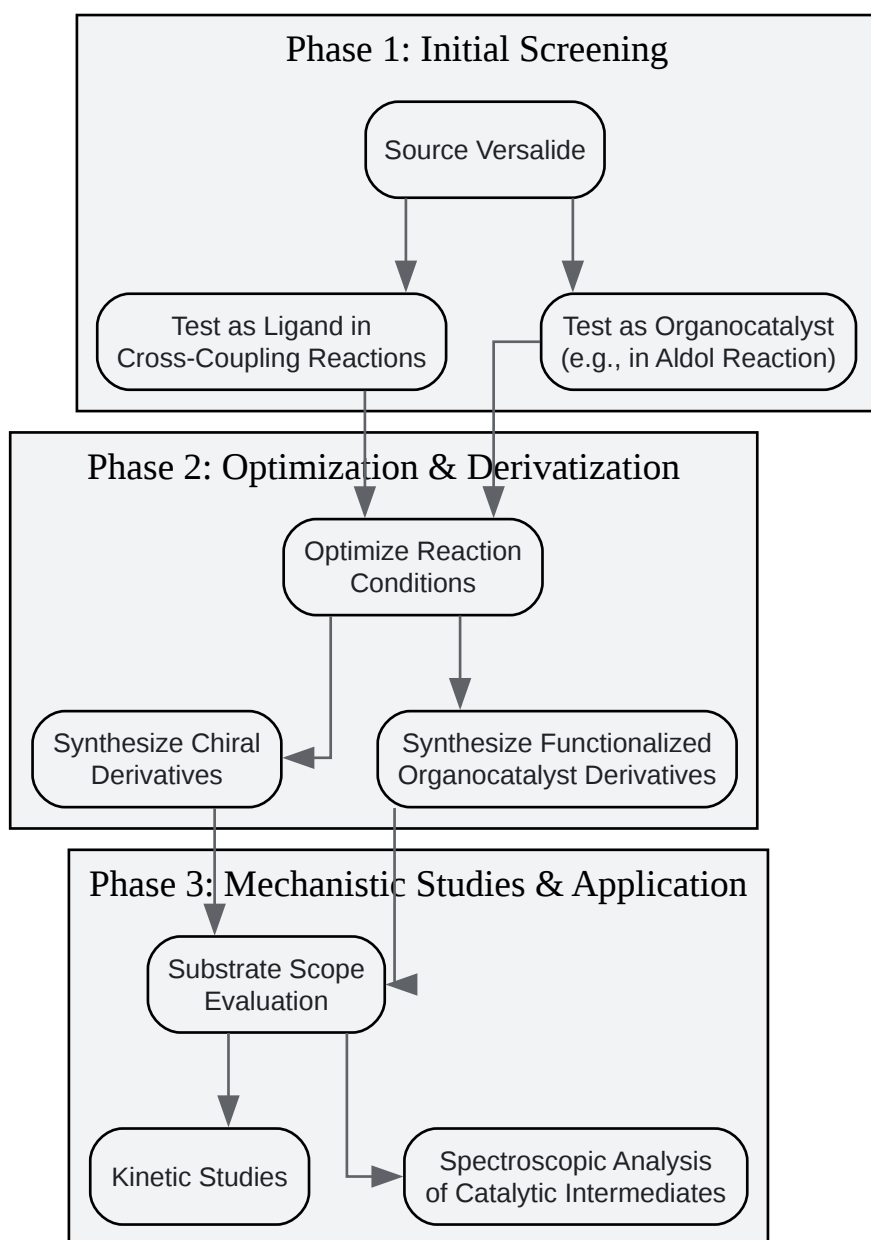 Phase 1: Initial Screening
Source Versalide
Test as Ligand in
Cross-Coupling Reactions
Test as Organocatalyst
(e.g., in Aldol Reaction)
Phase 2: Optimization & Derivatization
Optimize Reaction
Conditions
Synthesize Chiral
Derivatives
Synthesize Functionalized
Organocatalyst Derivatives
Phase 3: Mechanistic Studies & Application
Substrate Scope
Evaluation
Kinetic Studies
Spectroscopic Analysis
of Catalytic Intermediates